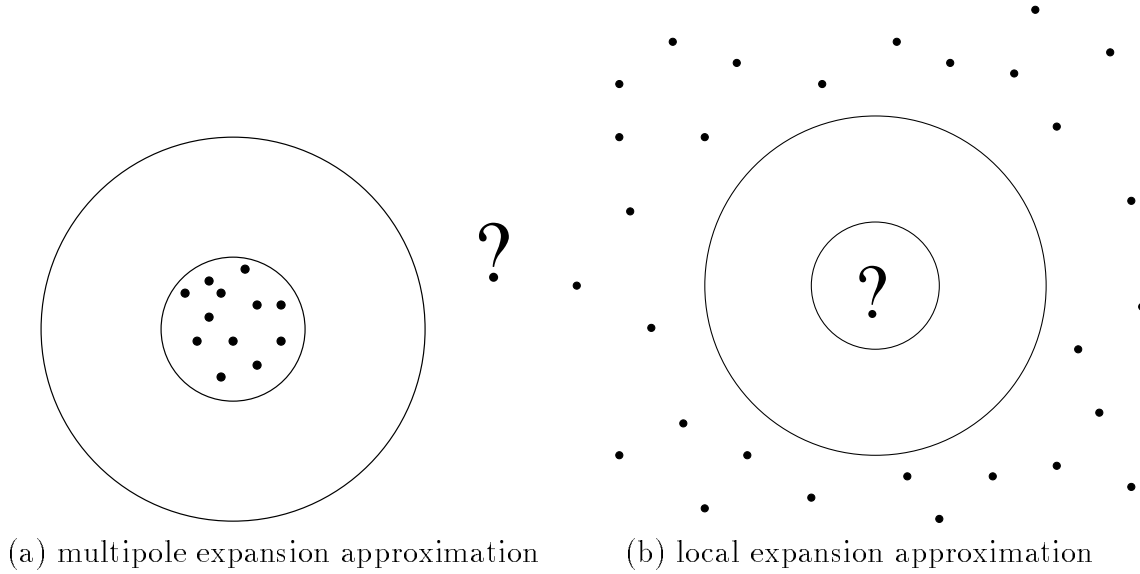 ?
?
(a) multipole expansion approximation
(b) local expansion approximation